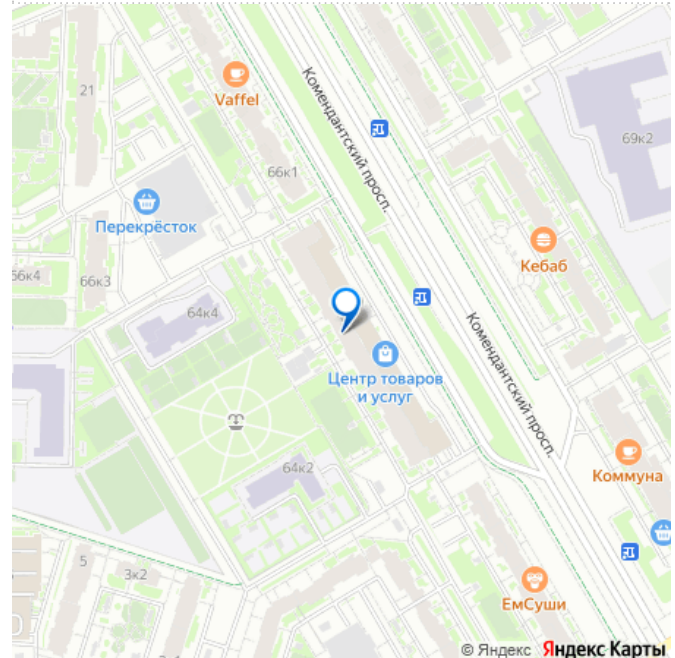 21
Vaffel
Комендантский просп.
69к2
66к1
Перекрёсток
Кебаб
66к3
64к4
Комендантский просп.
Центр товаров
и услуг
64к2
Коммуна
5
3к2
ЕмСуши
© Яндекс Яндекс Карты